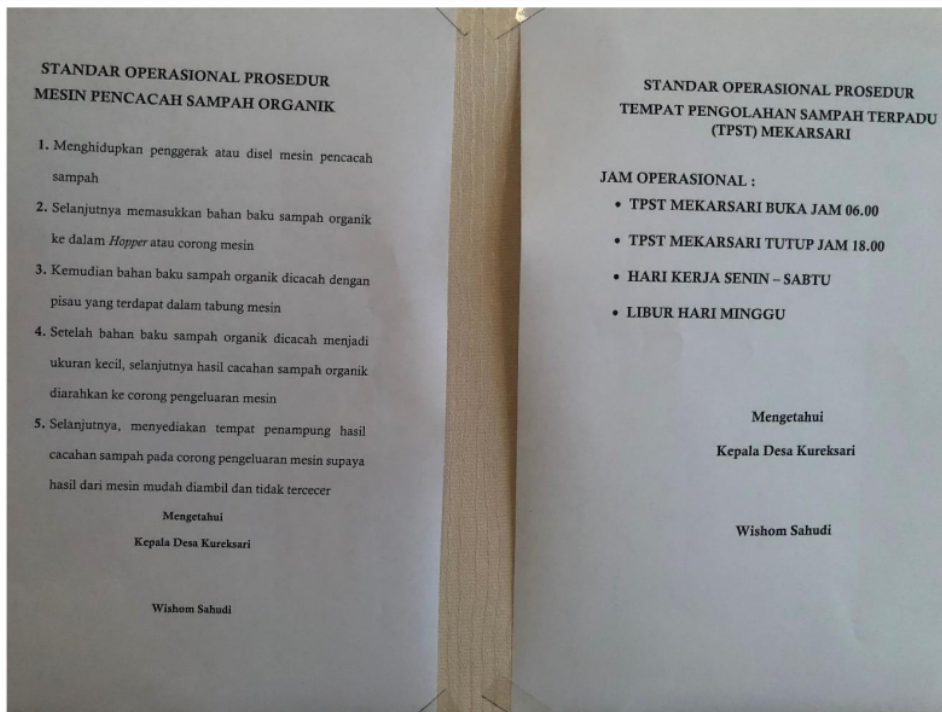 STANDAR OPERASIONAL PROSEDUR
MESIN PENCACAH SAMPAH ORGANIK
1. Menghidupkan penggerak atau disel mesin pencacah
sampah
2. Selanjutnya memasukkan bahan baku sampah organik
ke dalam Hopper atau corong mesin
3. Kemudian bahan baku sampah organik dicacah dengan
pisau yang terdapat dalam tabung mesin
4. Setelah bahan baku sampah organik dicacah menjadi
ukuran kecil, selanjutnya hasil cacahan sampah organik
diarahkan ke corong pengeluaran mesin
5. Selanjutnya, menyediakan tempat penampung hasil
cacahan sampah pada corong pengeluaran mesin supaya
hasil dari mesin mudah diambil dan tidak tercecer
Mengetahui
Kepala Desa Kureksari
Wishom Sahudi
STANDAR OPERASIONAL PROSEDUR
TEMPAT PENGOLAHAN SAMPAH TERPADU
(TPST) MEKARSARI
JAM OPERASIONAL :
• TPST MEKARSARI BUKA JAM 06.00
• TPST MEKARSARI TUTUP JAM 18.00
• HARI KERJA SENIN – SABTU
• LIBUR HARI MINGGU
Mengetahui
Kepala Desa Kureksari
Wishom Sahudi